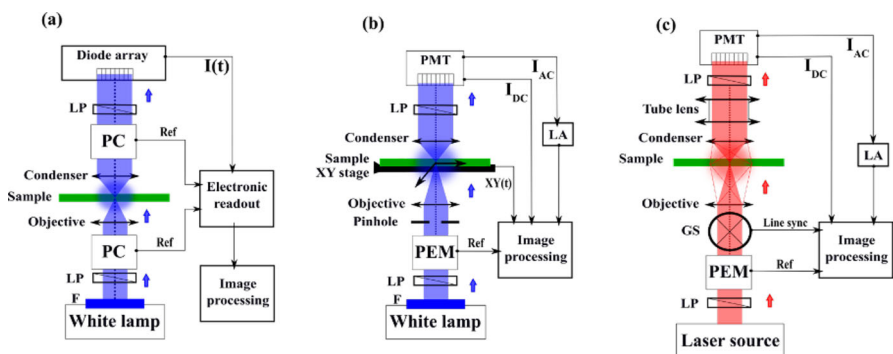 (a)
Diode array
I(t)
LP
PC
Ref
Condenser
Sample
Electronic
readout
Objective
PC
Ref
LP
Image
processing
F
White lamp
(b)
PMT
I_AC
I_DC
LP
LA
Condenser
Sample
XY stage
XY(t)
Objective
Pinhole
PEM
Ref
Image
processing
LP
F
White lamp
(c)
PMT
I_AC
I_DC
LP
Tube lens
Condenser
LA
Sample
Objective
GS
Line sync
Image
processing
PEM
Ref
LP
Laser source